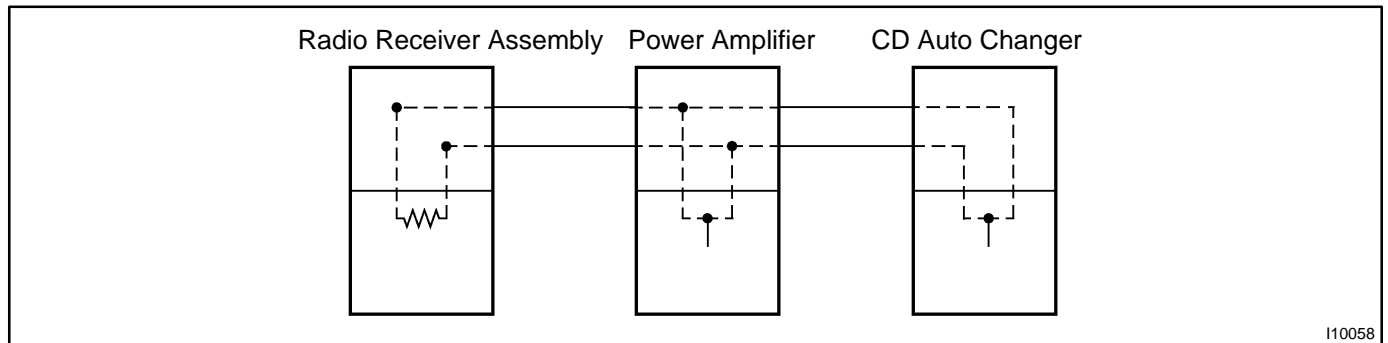 Radio Receiver Assembly Power Amplifier CD Auto Changer
I10058